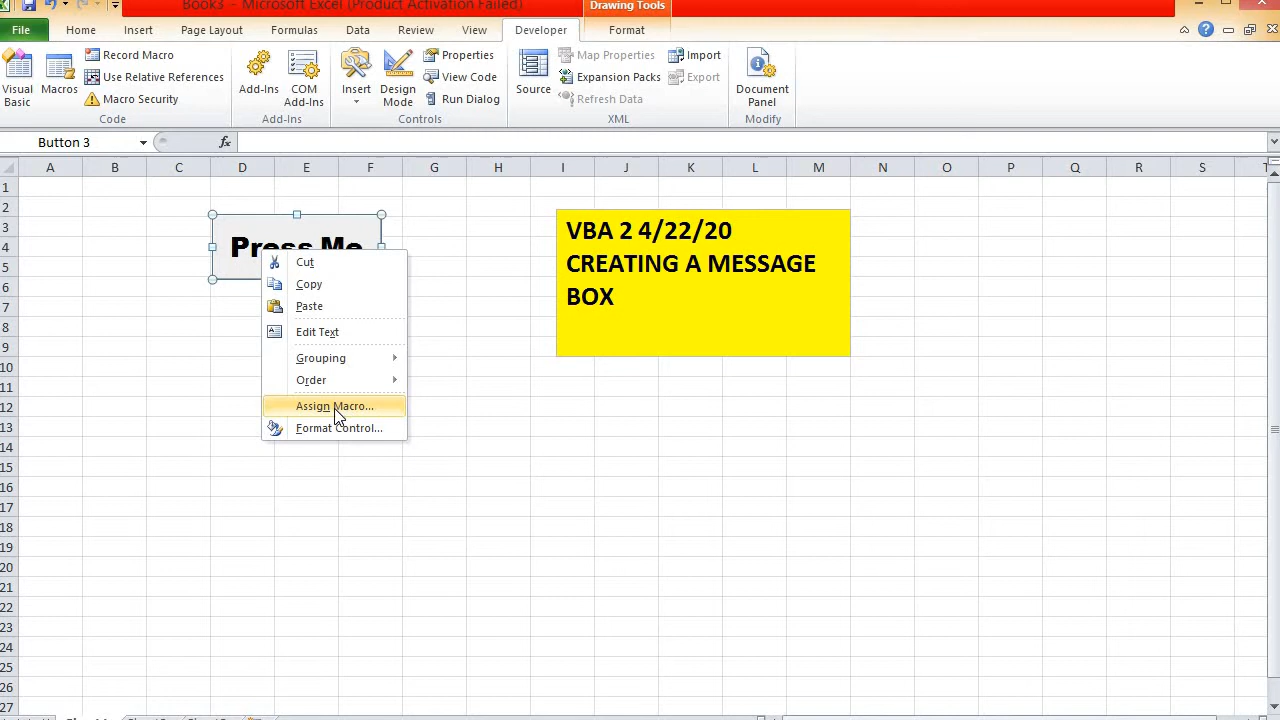 Book3 - Microsoft Excel (Product Activation Failed)
Drawing Tools
File Home Insert Page Layout Formulas Data Review View Developer Format
Visual Basic
Macros
Record Macro
Use Relative References
Macro Security
Code
Add-Ins
COM Add-Ins
Add-Ins
Insert
Design Mode
Properties
View Code
Run Dialog
Controls
Source
Map Properties
Expansion Packs
Refresh Data
Import
Export
XML
Document Panel
Modify
Button 3
fx
A B C D E F G H I J K L M N O P Q R S T
1
2
3
4
5
6
7
8
9
10
11
12
13
14
15
16
17
18
19
20
21
22
23
24
25
26
27
Press Me
Cut
Copy
Paste
Edit Text
Grouping
Order
Assign Macro...
Format Control...
VBA 2 4/22/20
CREATING A MESSAGE
BOX